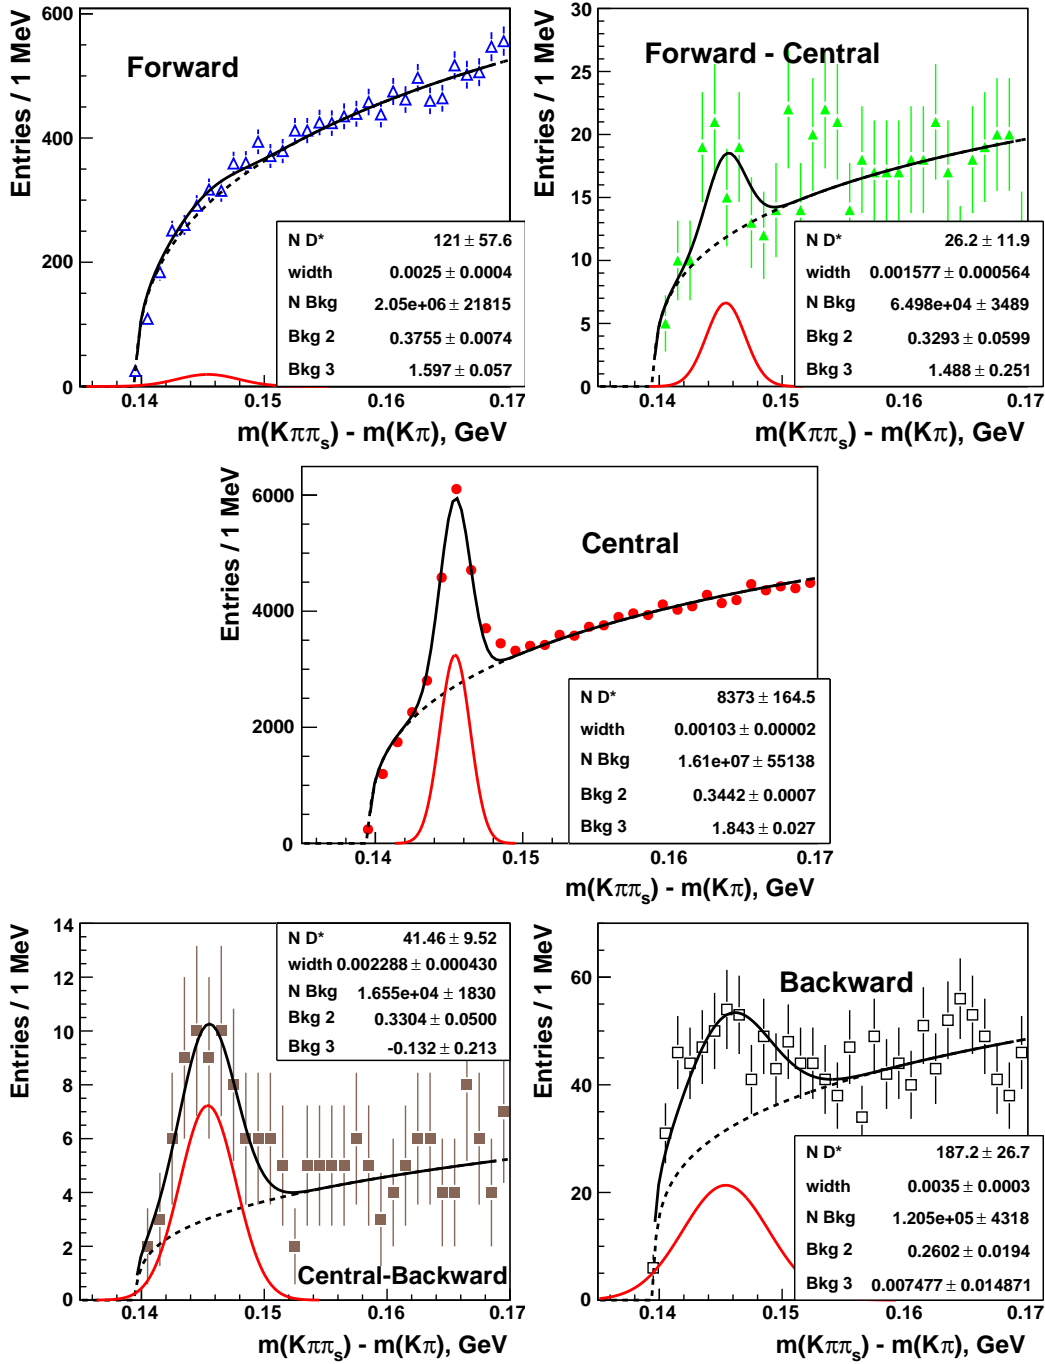 Entries / 1 MeV
600
400
200
0
Forward
N D* 121 ± 57.6
width 0.0025 ± 0.0004
N Bkg 2.05e+06 ± 21815
Bkg 2 0.3755 ± 0.0074
Bkg 3 1.597 ± 0.057
0.14 0.15 0.16 0.17
m(Kππs) - m(Kπ), GeV
Entries / 1 MeV
30
25
20
15
10
5
0
Forward - Central
N D* 26.2 ± 11.9
width 0.001577 ± 0.000564
N Bkg 6.498e+04 ± 3489
Bkg 2 0.3293 ± 0.0599
Bkg 3 1.488 ± 0.251
0.14 0.15 0.16 0.17
m(Kππs) - m(Kπ), GeV
Entries / 1 MeV
6000
4000
2000
0
Central
N D* 8373 ± 164.5
width 0.00103 ± 0.00002
N Bkg 1.61e+07 ± 55138
Bkg 2 0.3442 ± 0.0007
Bkg 3 1.843 ± 0.027
0.14 0.15 0.16 0.17
m(Kππs) - m(Kπ), GeV
Entries / 1 MeV
14
12
10
8
6
4
2
0
N D* 41.46 ± 9.52
width 0.002288 ± 0.000430
N Bkg 1.655e+04 ± 1830
Bkg 2 0.3304 ± 0.0500
Bkg 3 -0.132 ± 0.213
Central-Backward
0.14 0.15 0.16 0.17
m(Kππs) - m(Kπ), GeV
Entries / 1 MeV
60
40
20
0
Backward
N D* 187.2 ± 26.7
width 0.0035 ± 0.0003
N Bkg 1.205e+05 ± 4318
Bkg 2 0.2602 ± 0.0194
Bkg 3 0.007477 ± 0.014871
0.14 0.15 0.16 0.17
m(Kππs) - m(Kπ), GeV